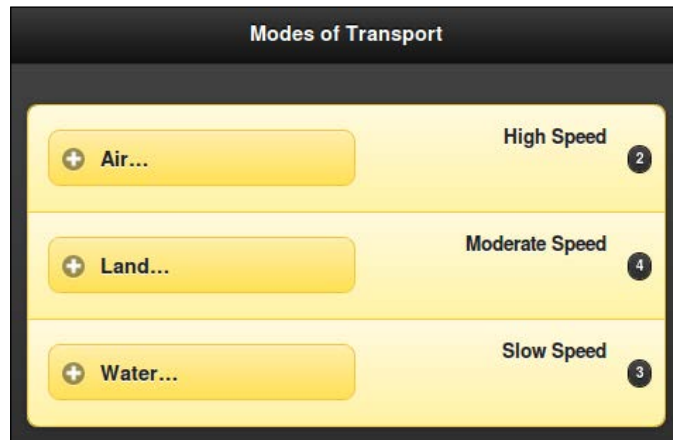 Modes of Transport
Air...
High Speed
2
Land...
Moderate Speed
4
Water...
Slow Speed
3